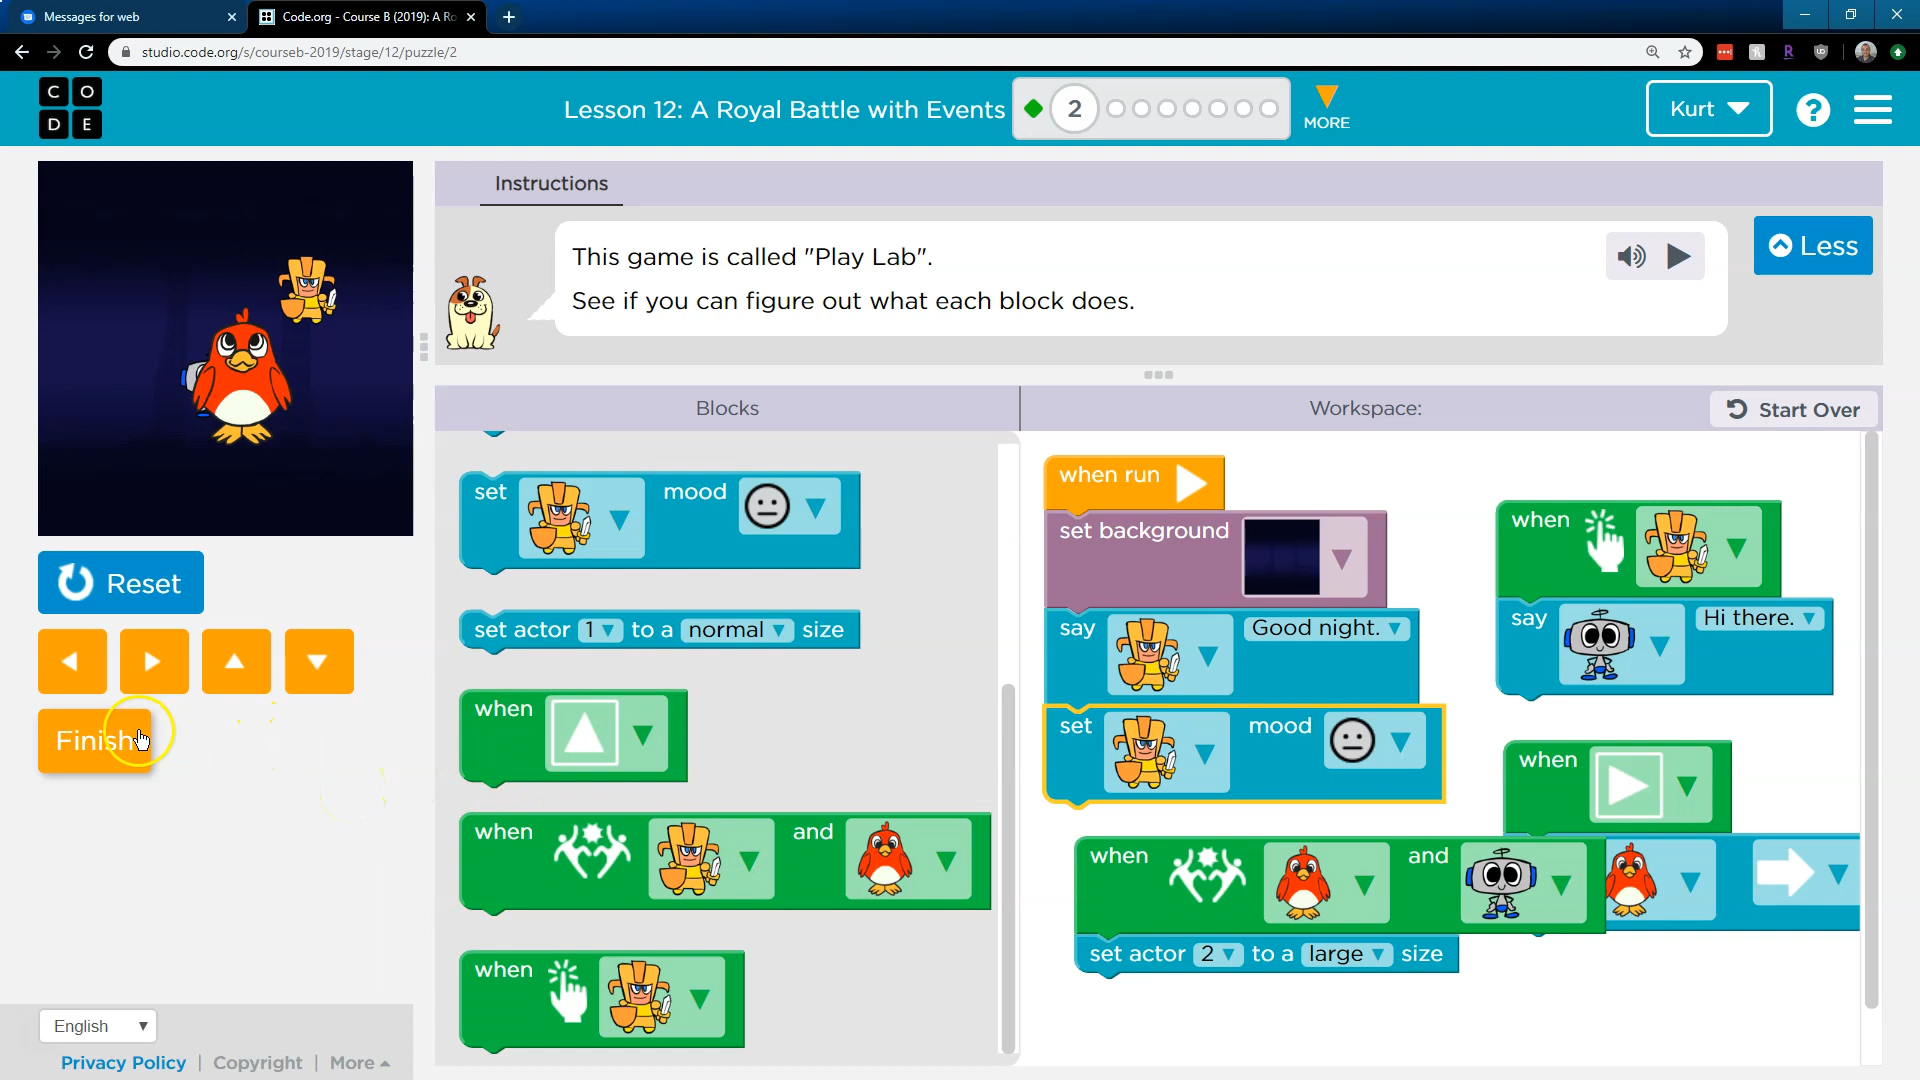 Messages for web
Code.org - Course B (2019): A Ro
studio.code.org/s/courseb-2019/stage/12/puzzle/2
C O
D E
Lesson 12: A Royal Battle with Events
2
MORE
Kurt
?
Instructions
This game is called "Play Lab".
See if you can figure out what each block does.
Less
Reset
Finish
English
Privacy Policy | Copyright | More
Blocks
set mood
set actor 1 to a normal size
when
when and
when
Workspace:
Start Over
when run
set background
say Good night.
set mood
when
say Hi there.
when
when and
set actor 2 to a large size